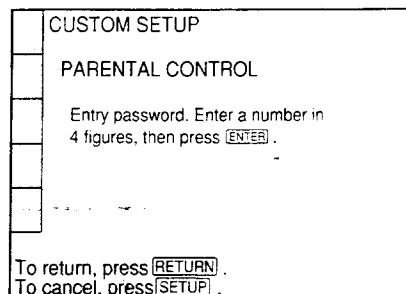 CUSTOM SETUP
PARENTAL CONTROL
Entry password. Enter a number in
4 figures, then press ENTER .
To return, press RETURN .
To cancel, press SETUP .